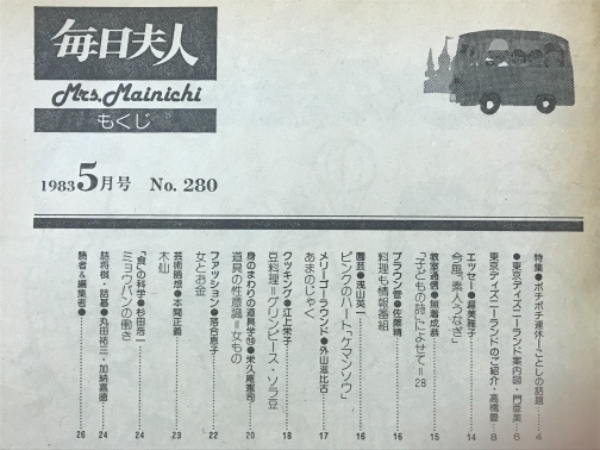 毎日夫人
Mrs. Mainichi
もくじ
1983 5月号 No. 280
特集●ポチポチ連休—ことしの話題 4
●東京ディズニーランド案内図・門亜美 6
東京ディズニーランドのご紹介・高橋 8
エッセー● 美雅子 14
今風、素人うなぎ
教室通信● 着成恭 15
「子どもの詩」によせて=28
ブラウン管●佐藤精 16
料理も情報番組
園芸●浅山英一 16
ピンクのハート「ケマンソウ」
メリーゴーラウンド●外山滋比古 17
あまのじゃく
クッキング●江上栄子 18
豆料理=グリンピース・ソラ豆
身のまわりの道具学●栄久庵憲司 20
道具の性意識=女もの
ファッション●落合恵子 22
女とお金
芸術随想●本間正義 23
木仙
「食」の科学●杉田浩一 24
ミョウバンの働き
詰将棋・詰碁●丸田祐三・加納嘉徳 24
読者&編集者● 26